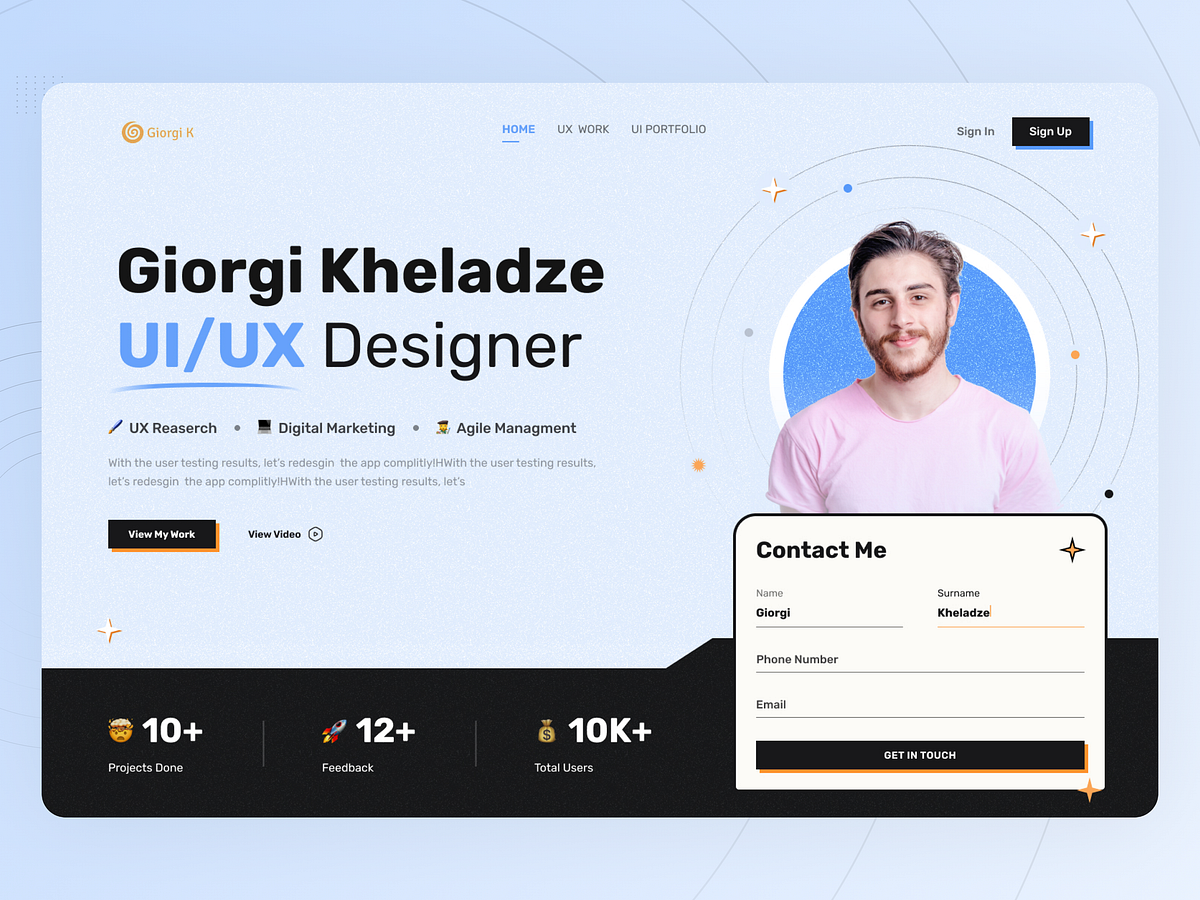 Giorgi K
HOME UX WORK UI PORTFOLIO
Sign In Sign Up
Giorgi Kheladze
UI/UX Designer
UX Reaserch • Digital Marketing • Agile Managment
With the user testing results, let's redesgin the app complitly!HWith the user testing results,
let's redesgin the app complitly!HWith the user testing results, let's
View My Work View Video
Contact Me
Name Surname
Giorgi Kheladze
Phone Number
Email
GET IN TOUCH
10+ 12+ 10K+
Projects Done Feedback Total Users